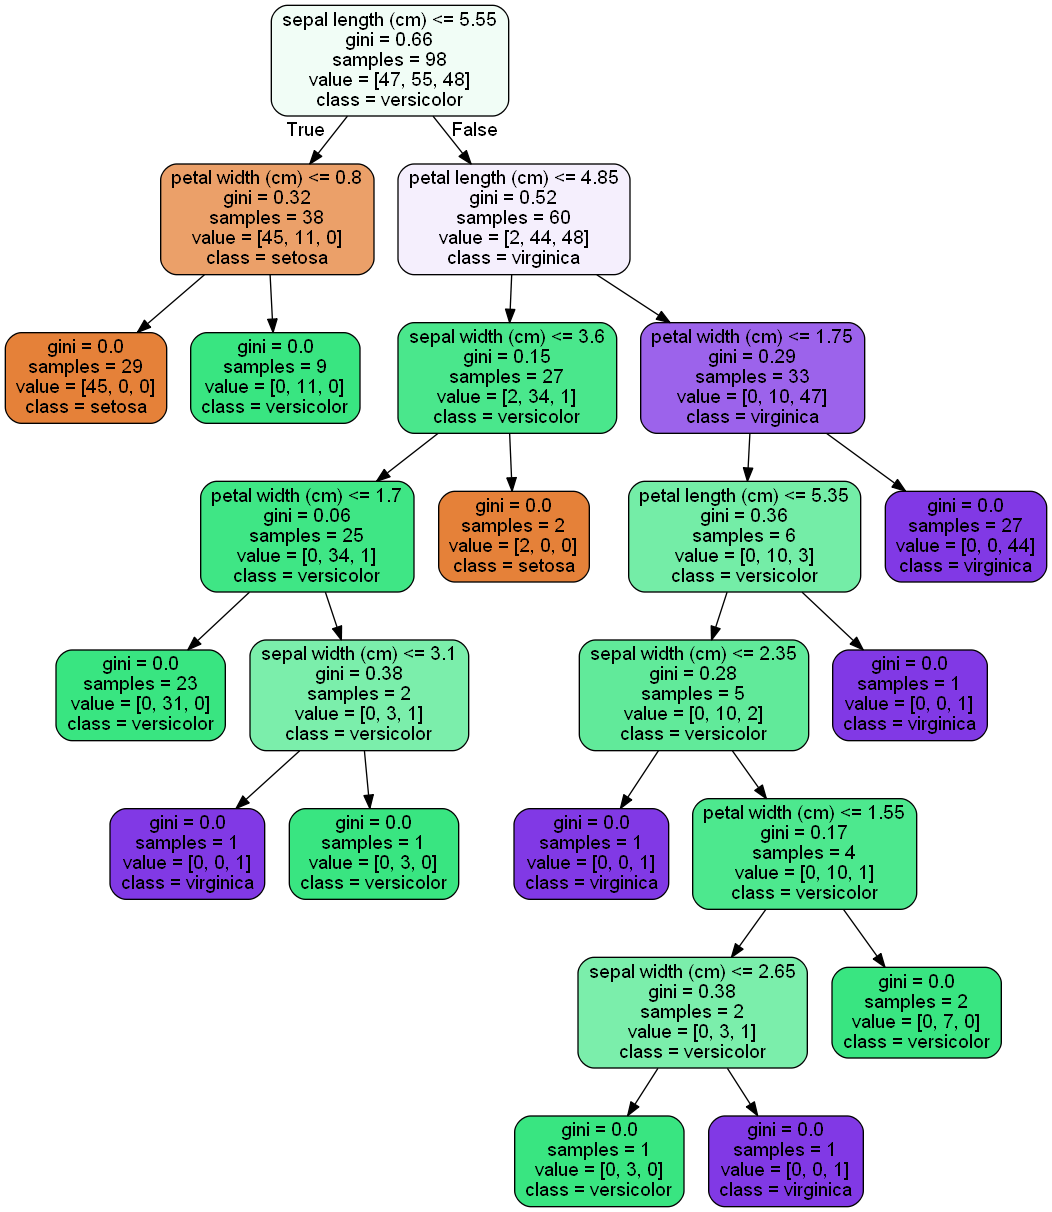 sepal length (cm) <= 5.55
gini = 0.66
samples = 98
value = [47, 55, 48]
class = versicolor
True
False
petal width (cm) <= 0.8
gini = 0.32
samples = 38
value = [45, 11, 0]
class = setosa
petal length (cm) <= 4.85
gini = 0.52
samples = 60
value = [2, 44, 48]
class = virginica
gini = 0.0
samples = 29
value = [45, 0, 0]
class = setosa
gini = 0.0
samples = 9
value = [0, 11, 0]
class = versicolor
sepal width (cm) <= 3.6
gini = 0.15
samples = 27
value = [2, 34, 1]
class = versicolor
petal width (cm) <= 1.75
gini = 0.29
samples = 33
value = [0, 10, 47]
class = virginica
petal width (cm) <= 1.7
gini = 0.06
samples = 25
value = [0, 34, 1]
class = versicolor
gini = 0.0
samples = 2
value = [2, 0, 0]
class = setosa
petal length (cm) <= 5.35
gini = 0.36
samples = 6
value = [0, 10, 3]
class = versicolor
gini = 0.0
samples = 27
value = [0, 0, 44]
class = virginica
gini = 0.0
samples = 23
value = [0, 31, 0]
class = versicolor
sepal width (cm) <= 3.1
gini = 0.38
samples = 2
value = [0, 3, 1]
class = versicolor
sepal width (cm) <= 2.35
gini = 0.28
samples = 5
value = [0, 10, 2]
class = versicolor
gini = 0.0
samples = 1
value = [0, 0, 1]
class = virginica
gini = 0.0
samples = 1
value = [0, 0, 1]
class = virginica
gini = 0.0
samples = 1
value = [0, 3, 0]
class = versicolor
gini = 0.0
samples = 1
value = [0, 0, 1]
class = virginica
petal width (cm) <= 1.55
gini = 0.17
samples = 4
value = [0, 10, 1]
class = versicolor
sepal width (cm) <= 2.65
gini = 0.38
samples = 2
value = [0, 3, 1]
class = versicolor
gini = 0.0
samples = 2
value = [0, 7, 0]
class = versicolor
gini = 0.0
samples = 1
value = [0, 3, 0]
class = versicolor
gini = 0.0
samples = 1
value = [0, 0, 1]
class = virginica